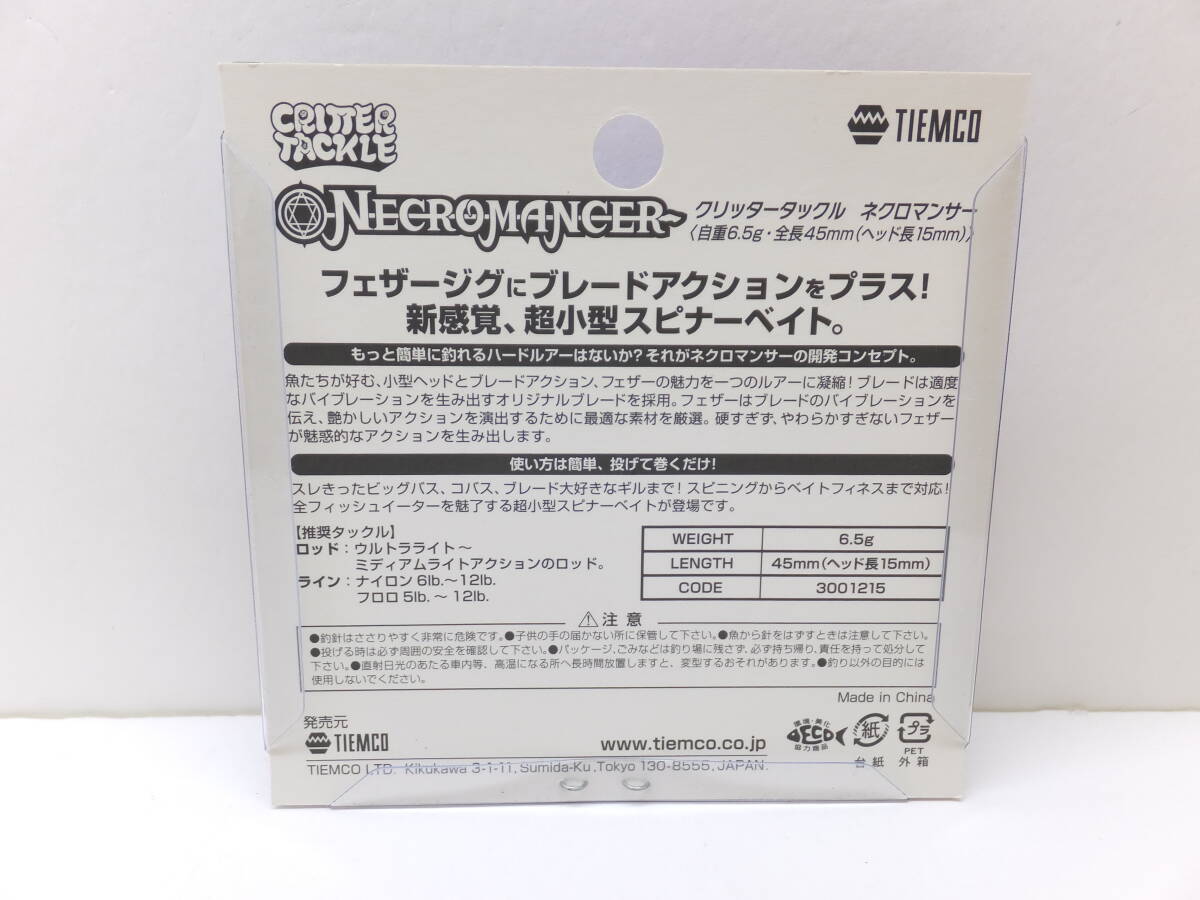 CRITTER TACKLE
TIEMCO
NECROMANCER
クリッタータックル ネクロマンサー
〈自重6.5g・全長45mm(ヘッド長15mm)〉
フェザージグにブレードアクションをプラス!
新感覚、超小型スピナーベイト。
もっと簡単に釣れるハードルアーはないか?それがネクロマンサーの開発コンセプト。
魚たちが好む、小型ヘッドとブレードアクション、フェザーの魅力を一つのルアーに凝縮!ブレードは適度
なバイブレーションを生み出すオリジナルブレードを採用。フェザーはブレードのバイブレーションを
伝え、艶かしいアクションを演出するために最適な素材を厳選。硬すぎず、やわらかすぎないフェザー
が魅惑的なアクションを生み出します。
使い方は簡単、投げて巻くだけ!
スレきったビッグバス、コバス、ブレード大好きなギルまで!スピニングからベイトフィネスまで対応!
全フィッシュイーターを魅了する超小型スピナーベイトが登場です。
【推奨タックル】
ロッド:ウルトラライト~
ミディアムライトアクションのロッド。
ライン:ナイロン 6lb.~12lb.
フロロ 5lb.~ 12lb.
WEIGHT 6.5g
LENGTH 45mm(ヘッド長15mm)
CODE 3001215
⚠注 意
●釣針はささりやすく非常に危険です。●子供の手の届かない所に保管して下さい。●魚から針をはずすときは注意して下さい。
●投げる時は必ず周囲の安全を確認して下さい。●パッケージ、ごみなどは釣り場に残さず、必ず持ち帰り、責任を持って処分して
下さい。●直射日光のあたる車内等、高温になる所へ長時間放置しますと、変型するおそれがあります。●釣り以外の目的には
使用しないでください。
Made in China
発売元
TIEMCO
www.tiemco.co.jp
環境・美化
ECO
協力商品
紙
台紙
プラ
PET
外箱
TIEMCO LTD. Kikukawa 3-1-11,Sumida-Ku,Tokyo 130-8555,JAPAN.